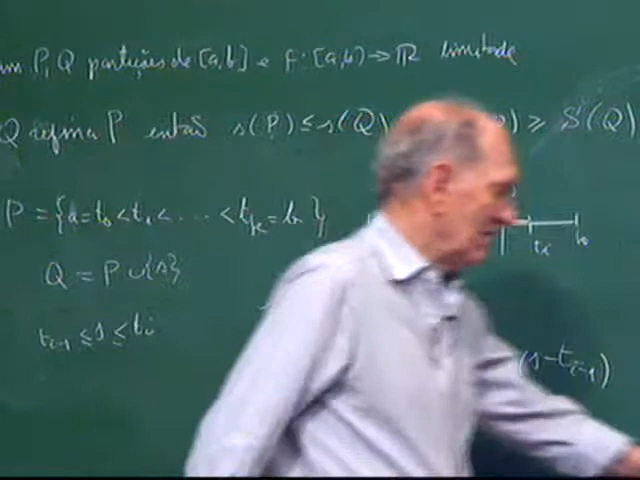 P, Q partições de [a,b] e f: [a,b] → ℝ limitada
Q refina P então s(P) ≤ s(Q) ) ≥ S(Q)
P = {a = t₀ < t₁ < ... < tₖ = b}
Q = P ∪ {s}
tᵢ₋₁ ≤ s ≤ tᵢ
b
(s - tᵢ₋₁)